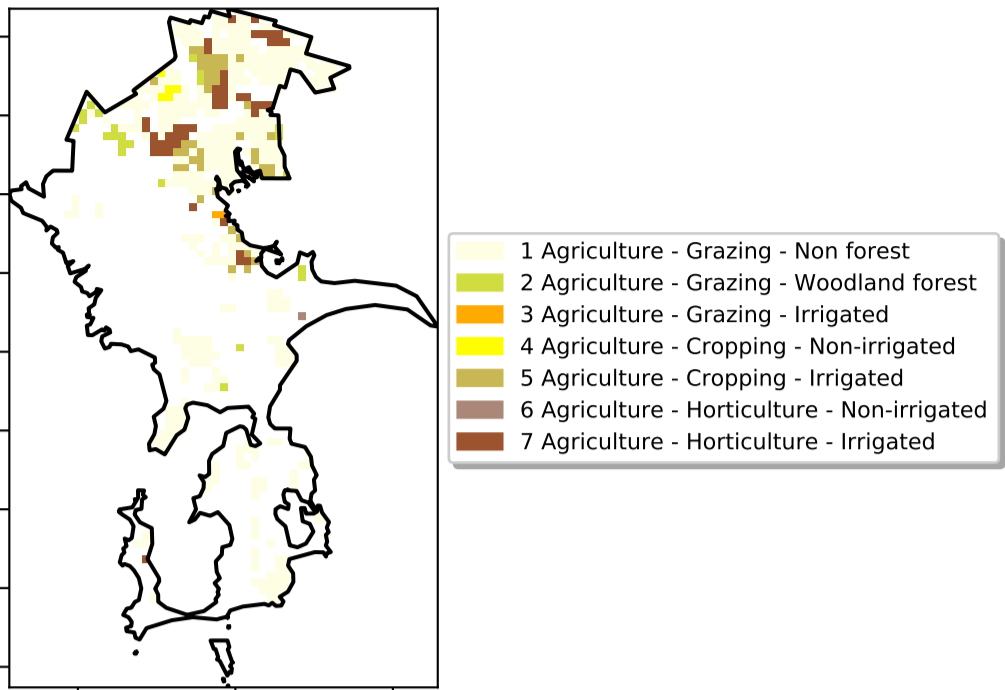 1 Agriculture - Grazing - Non forest
2 Agriculture - Grazing - Woodland forest
3 Agriculture - Grazing - Irrigated
4 Agriculture - Cropping - Non-irrigated
5 Agriculture - Cropping - Irrigated
6 Agriculture - Horticulture - Non-irrigated
7 Agriculture - Horticulture - Irrigated